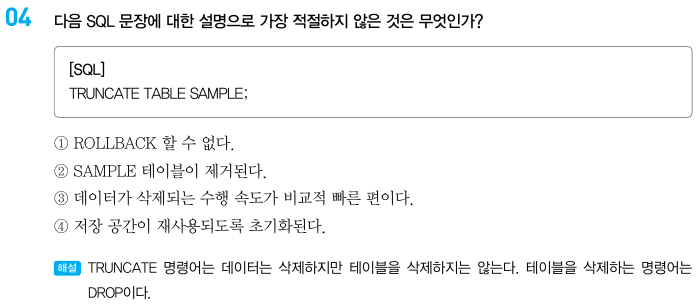 04 다음 SQL 문장에 대한 설명으로 가장 적절하지 않은 것은 무엇인가?
[SQL]
TRUNCATE TABLE SAMPLE;
① ROLLBACK 할 수 없다.
② SAMPLE 테이블이 제거된다.
③ 데이터가 삭제되는 수행 속도가 비교적 빠른 편이다.
④ 저장 공간이 재사용되도록 초기화된다.
해설 TRUNCATE 명령어는 데이터는 삭제하지만 테이블을 삭제하지는 않는다. 테이블을 삭제하는 명령어는
DROP이다.